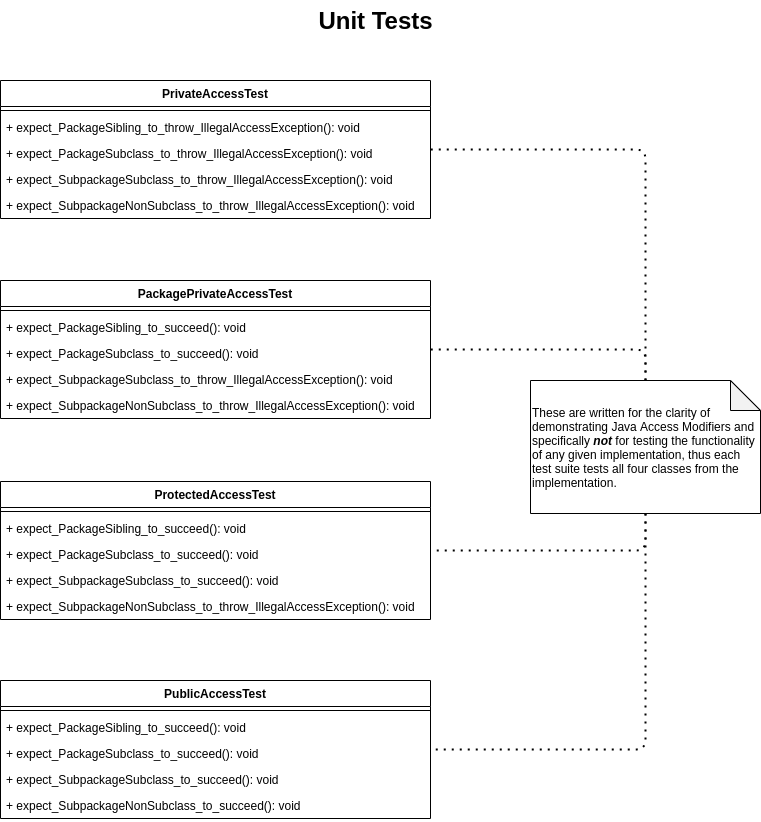 Unit Tests
PrivateAccessTest
+ expect_PackageSibling_to_throw_IllegalAccessException(): void
+ expect_PackageSubclass_to_throw_IllegalAccessException(): void
+ expect_SubpackageSubclass_to_throw_IllegalAccessException(): void
+ expect_SubpackageNonSubclass_to_throw_IllegalAccessException(): void
PackagePrivateAccessTest
+ expect_PackageSibling_to_succeed(): void
+ expect_PackageSubclass_to_succeed(): void
+ expect_SubpackageSubclass_to_throw_IllegalAccessException(): void
+ expect_SubpackageNonSubclass_to_throw_IllegalAccessException(): void
These are written for the clarity of
demonstrating Java Access Modifiers and
specifically not for testing the functionality
of any given implementation, thus each
test suite tests all four classes from the
implementation.
ProtectedAccessTest
+ expect_PackageSibling_to_succeed(): void
+ expect_PackageSubclass_to_succeed(): void
+ expect_SubpackageSubclass_to_succeed(): void
+ expect_SubpackageNonSubclass_to_throw_IllegalAccessException(): void
PublicAccessTest
+ expect_PackageSibling_to_succeed(): void
+ expect_PackageSubclass_to_succeed(): void
+ expect_SubpackageSubclass_to_succeed(): void
+ expect_SubpackageNonSubclass_to_succeed(): void